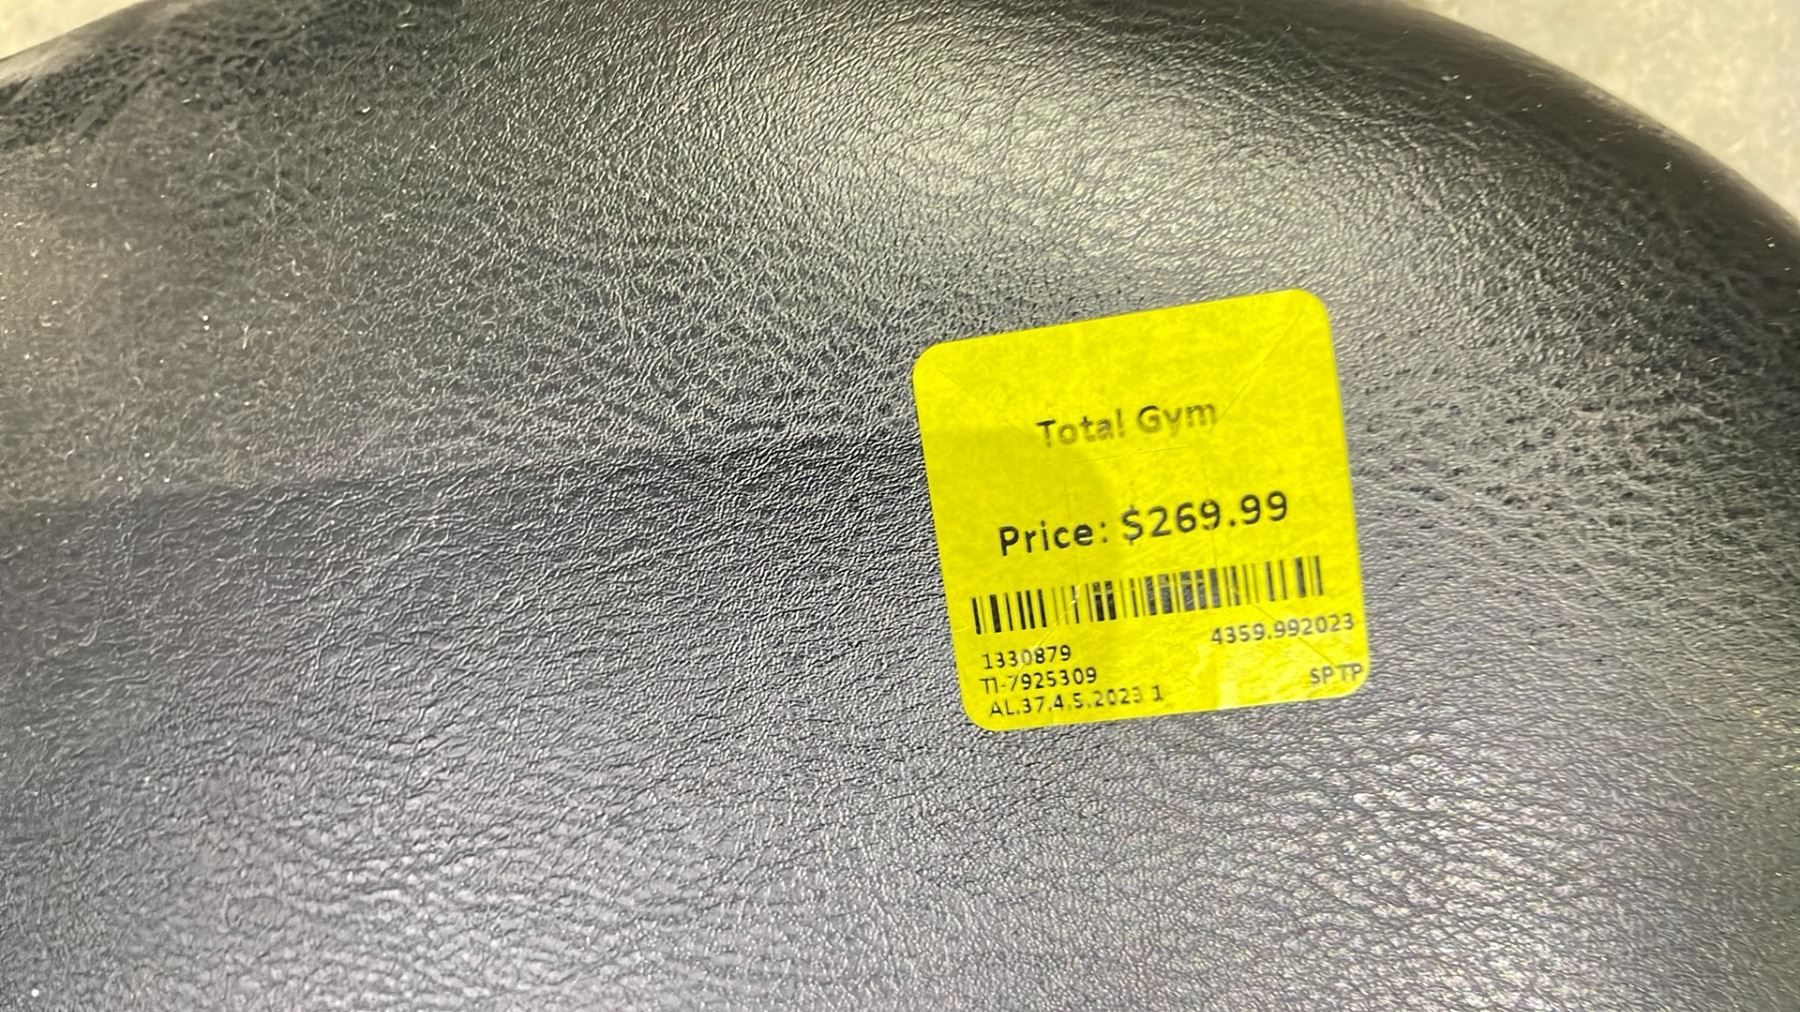 Total Gym
Price: $269.99
4359.992023
1330879
TI-7925309
SPTP
AL.37.4.5.2023 1